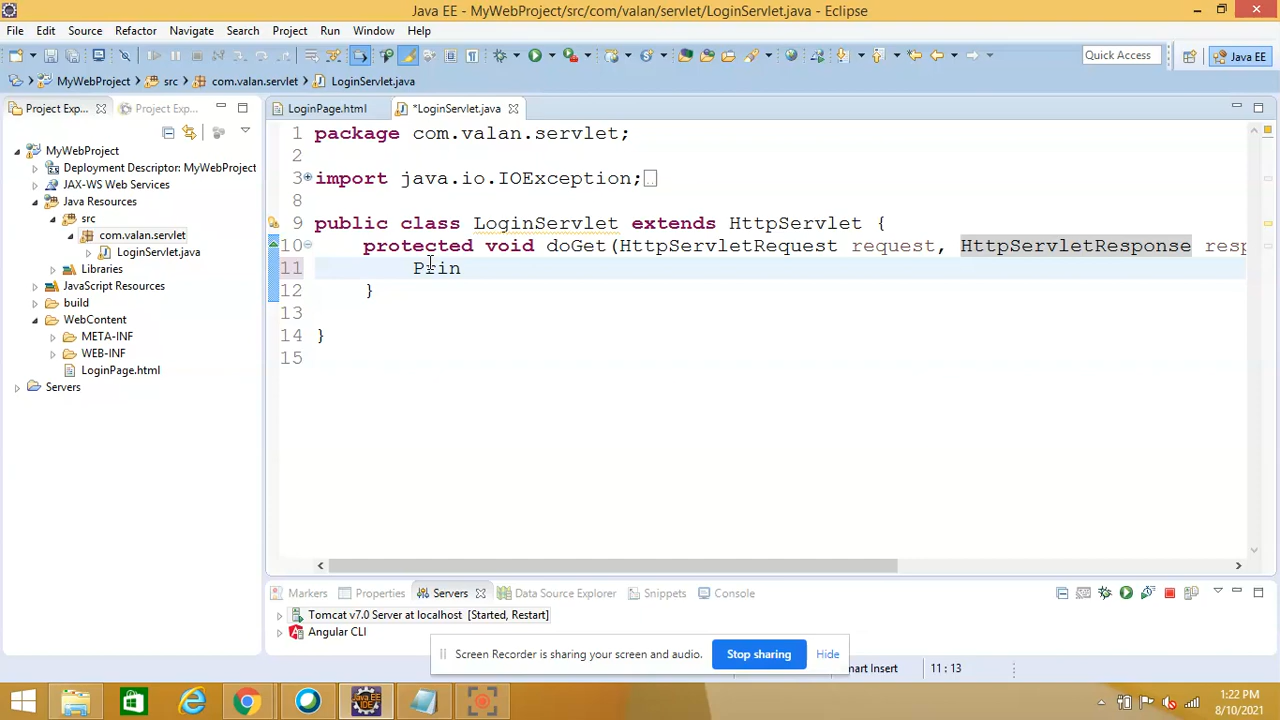 Java EE - MyWebProject/src/com/valan/servlet/LoginServlet.java - Eclipse
File Edit Source Refactor Navigate Search Project Run Window Help
Quick Access
Java EE
MyWebProject src com.valan.servlet LoginServlet.java
Project Exp...
Project Exp...
LoginPage.html
*LoginServlet.java
MyWebProject
Deployment Descriptor: MyWebProject
JAX-WS Web Services
Java Resources
src
com.valan.servlet
LoginServlet.java
Libraries
JavaScript Resources
build
WebContent
META-INF
WEB-INF
LoginPage.html
Servers
1 package com.valan.servlet;
2
3 import java.io.IOException;
8
9 public class LoginServlet extends HttpServlet {
10 protected void doGet(HttpServletRequest request, HttpServletResponse resp
11 Prin
12 }
13
14 }
15
Markers Properties Servers Data Source Explorer Snippets Console
Tomcat v7.0 Server at localhost [Started, Restart]
Angular CLI
Screen Recorder is sharing your screen and audio. Stop sharing Hide
mart Insert 11 : 13
1:22 PM
8/10/2021